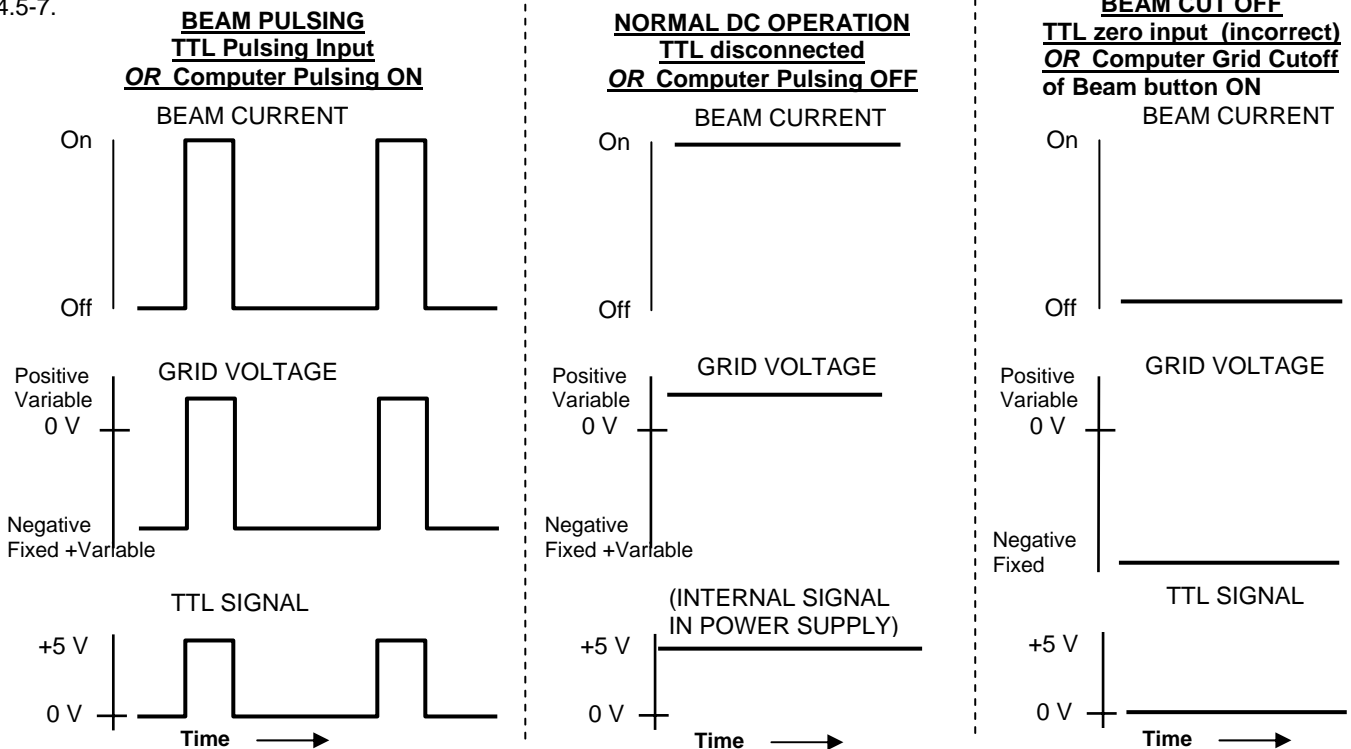 4.5-7.
BEAM PULSING
TTL Pulsing Input
OR Computer Pulsing ON
BEAM CURRENT
On
Off
Positive
Variable
GRID VOLTAGE
0 V
Negative
Fixed +Variable
TTL SIGNAL
+5 V
0 V
Time
NORMAL DC OPERATION
TTL disconnected
OR Computer Pulsing OFF
BEAM CURRENT
On
Off
Positive
Variable
GRID VOLTAGE
0 V
Negative
Fixed +Variable
(INTERNAL SIGNAL
IN POWER SUPPLY)
+5 V
0 V
Time
BEAM CUT OFF
TTL zero input (incorrect)
OR Computer Grid Cutoff
of Beam button ON
BEAM CURRENT
On
Off
Positive
Variable
GRID VOLTAGE
0 V
Negative
Fixed
TTL SIGNAL
+5 V
0 V
Time